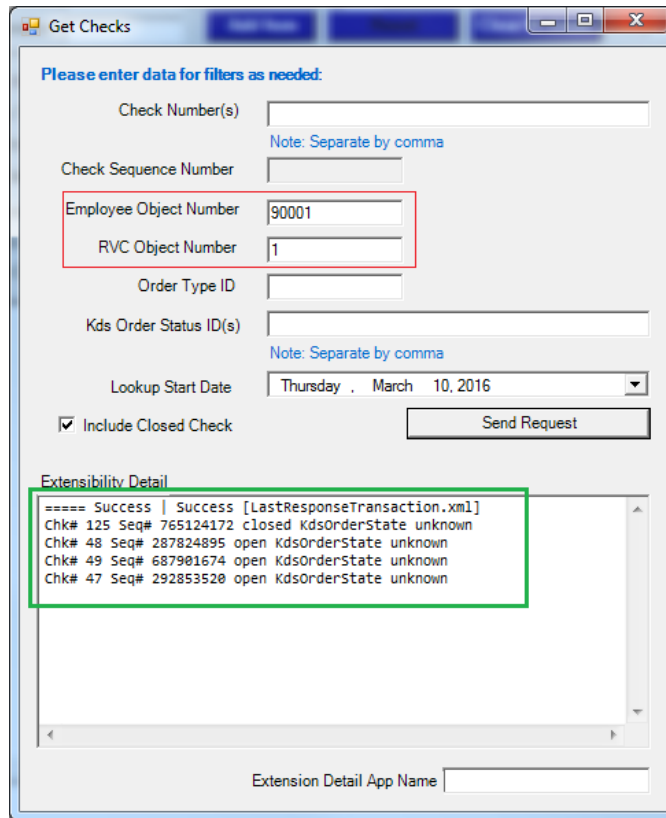 Get Checks
Please enter data for filters as needed:
Check Number(s)
Note: Separate by comma
Check Sequence Number
Employee Object Number 90001
RVC Object Number 1
Order Type ID
Kds Order Status ID(s)
Note: Separate by comma
Lookup Start Date Thursday , March 10, 2016
Include Closed Check Send Request
Extensibility Detail
===== Success | Success [LastResponseTransaction.xml]
Chk# 125 Seq# 765124172 closed KdsOrderState unknown
Chk# 48 Seq# 287824895 open KdsOrderState unknown
Chk# 49 Seq# 687901674 open KdsOrderState unknown
Chk# 47 Seq# 292853520 open KdsOrderState unknown
Extension Detail App Name